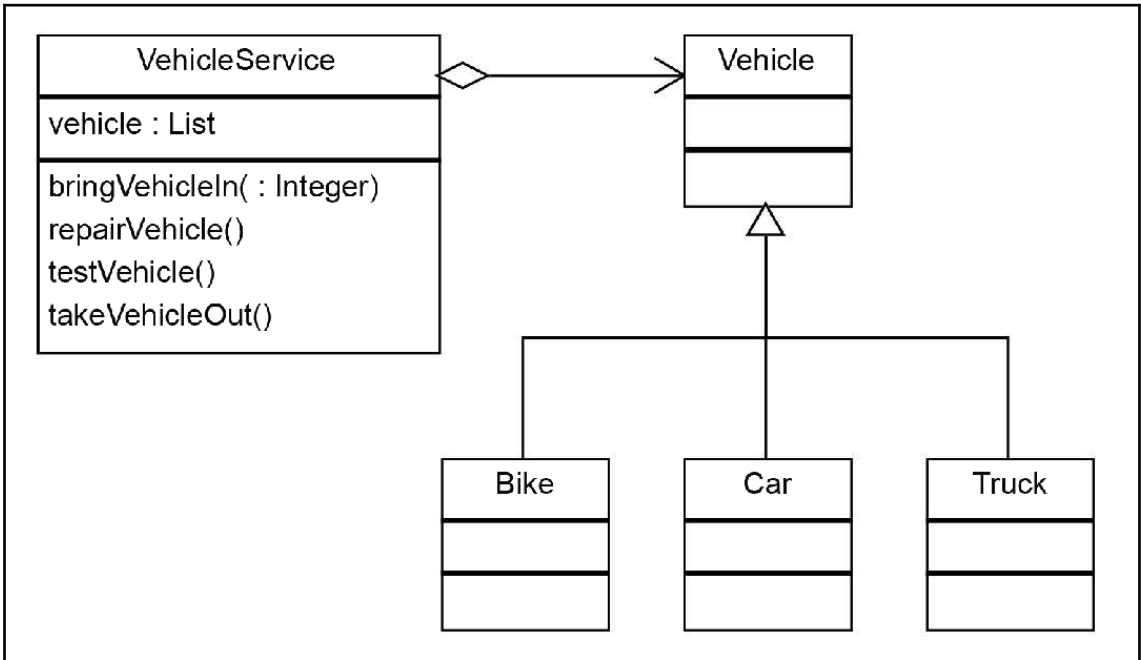 VehicleService
vehicle : List
bringVehicleIn( : Integer)
repairVehicle()
testVehicle()
takeVehicleOut()
Vehicle
Bike
Car
Truck